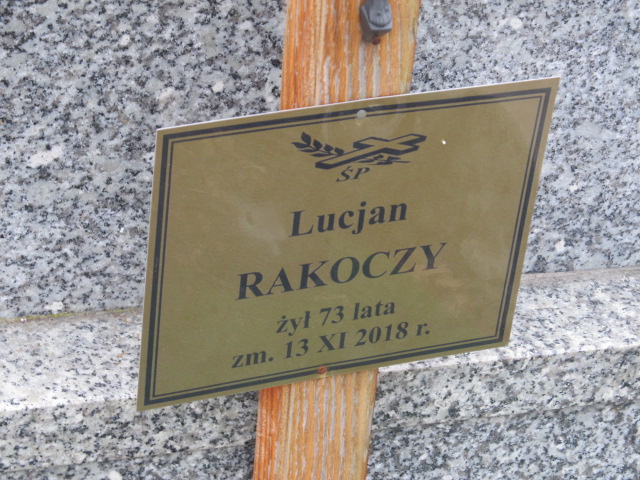 ŚP
Lucjan
RAKOCZY
żył 73 lata
zm. 13 XI 2018 r.